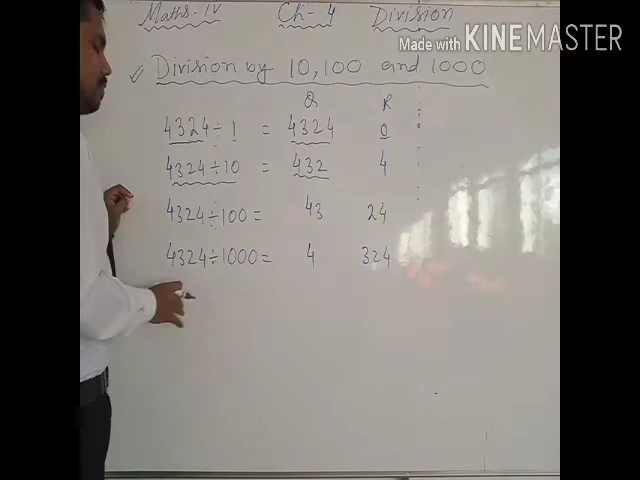 Maths-IV Ch-4 Division
Made with KINEMASTER
✓ Division by 10,100 and 1000
Q R
4324÷1 = 4324 0
4324÷10 = 432 4
4324÷100= 43 24
4324÷1000= 4 324